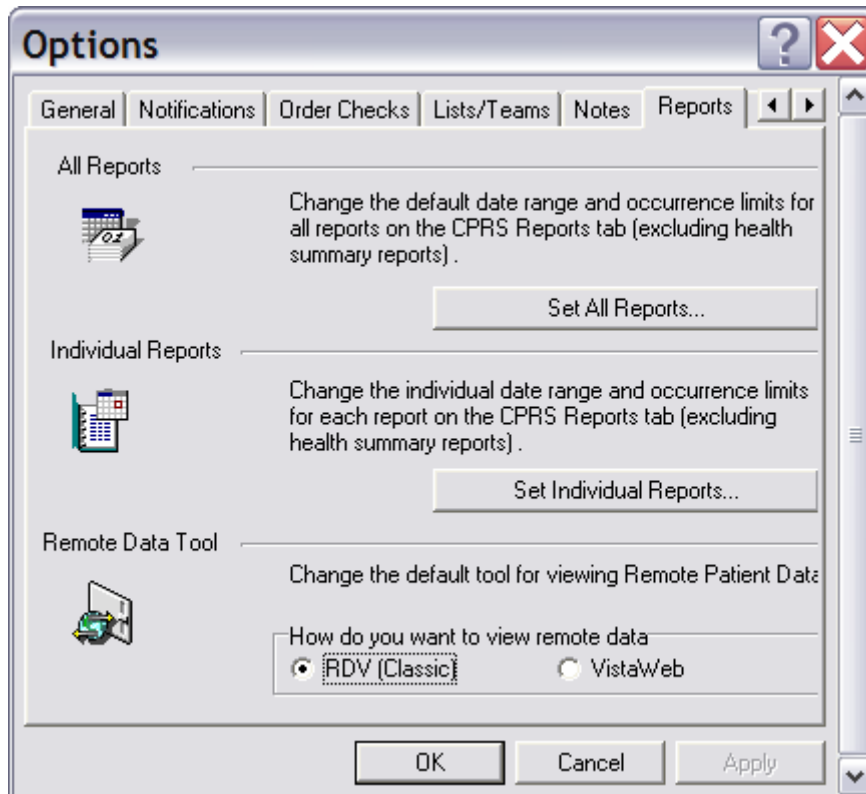 Options
General Notifications Order Checks Lists/Teams Notes Reports
All Reports
Change the default date range and occurrence limits for
all reports on the CPRS Reports tab (excluding health
summary reports) .
Set All Reports...
Individual Reports
Change the individual date range and occurrence limits
for each report on the CPRS Reports tab (excluding
health summary reports) .
Set Individual Reports...
Remote Data Tool
Change the default tool for viewing Remote Patient Data
How do you want to view remote data
RDV (Classic) VistaWeb
OK Cancel Apply